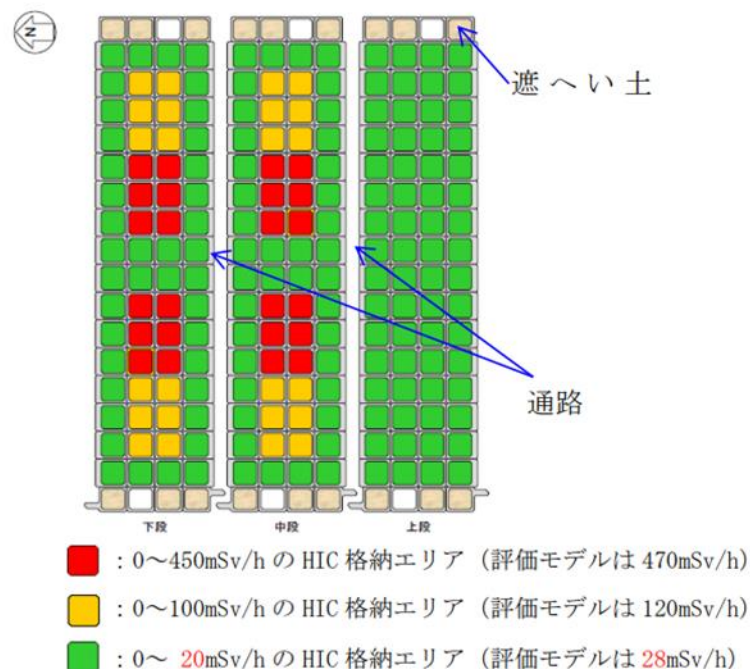 N
遮へい土
通路
下段
中段
上段
：0～450mSv/h の HIC 格納エリア（評価モデルは 470mSv/h)
：0～100mSv/h の HIC 格納エリア（評価モデルは 120mSv/h)
：0～ 20mSv/h の HIC 格納エリア（評価モデルは 28mSv/h)